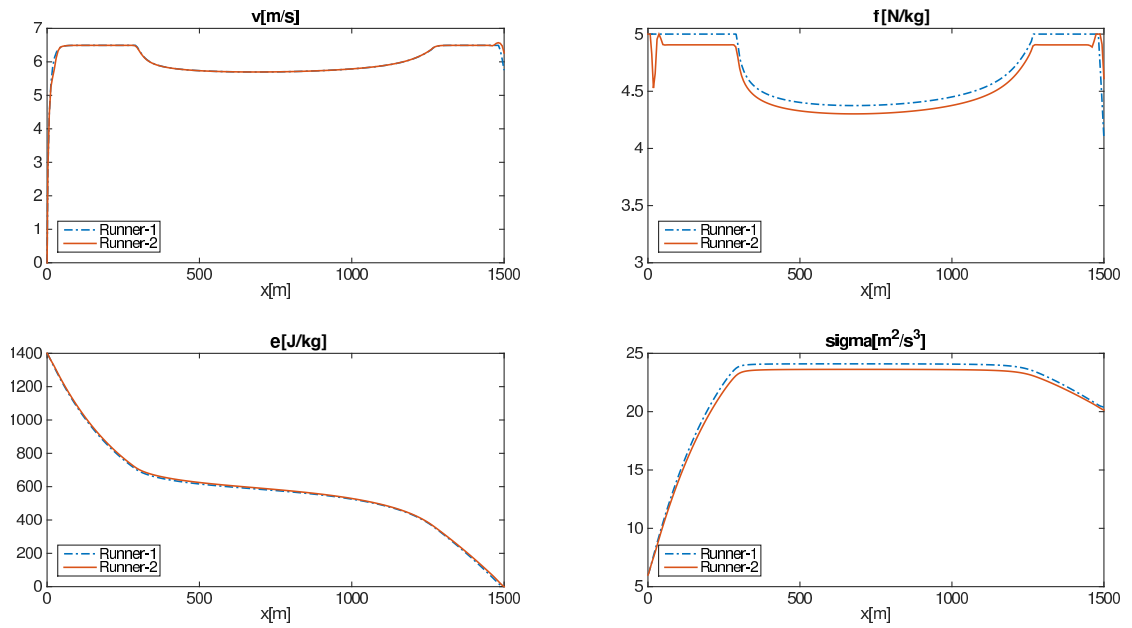 v[m/s]
7
6
5
4
3
2
1
0
0
500
1000
1500
x[m]
Runner-1
Runner-2
f[N/kg]
5
4.5
4
3.5
3
0
500
1000
1500
x[m]
Runner-1
Runner-2
e[J/kg]
1400
1200
1000
800
600
400
200
0
0
500
1000
1500
x[m]
Runner-1
Runner-2
sigma[m²/s³]
25
20
15
10
5
0
500
1000
1500
x[m]
Runner-1
Runner-2